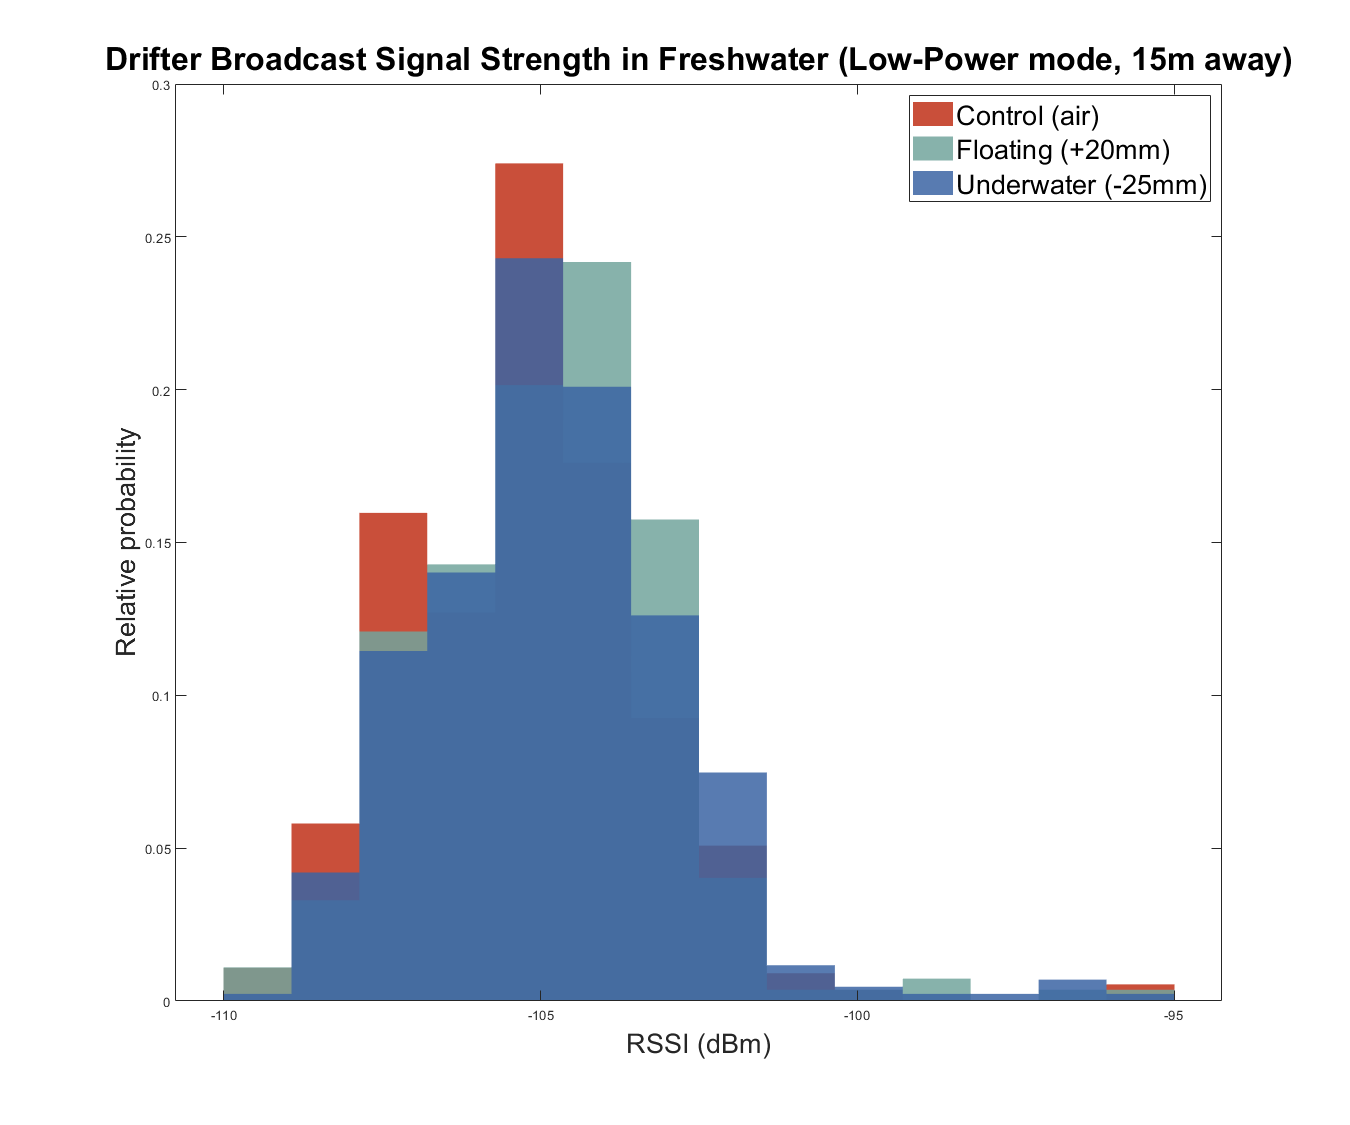 Drifter Broadcast Signal Strength in Freshwater (Low-Power mode, 15m away)
0.3
0.25
0.2
0.15
0.1
0.05
0
Relative probability
Control (air)
Floating (+20mm)
Underwater (-25mm)
-110
-105
-100
-95
RSSI (dBm)